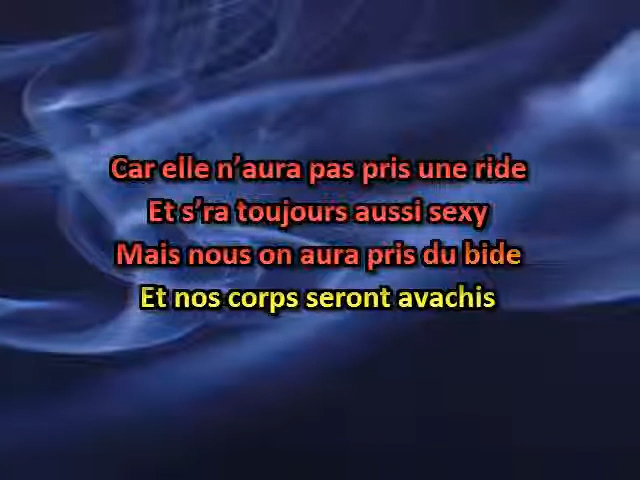 Car elle n’aura pas pris une ride
Et s’ra toujours aussi sexy
Mais nous on aura pris du bide
Et nos corps seront avachis